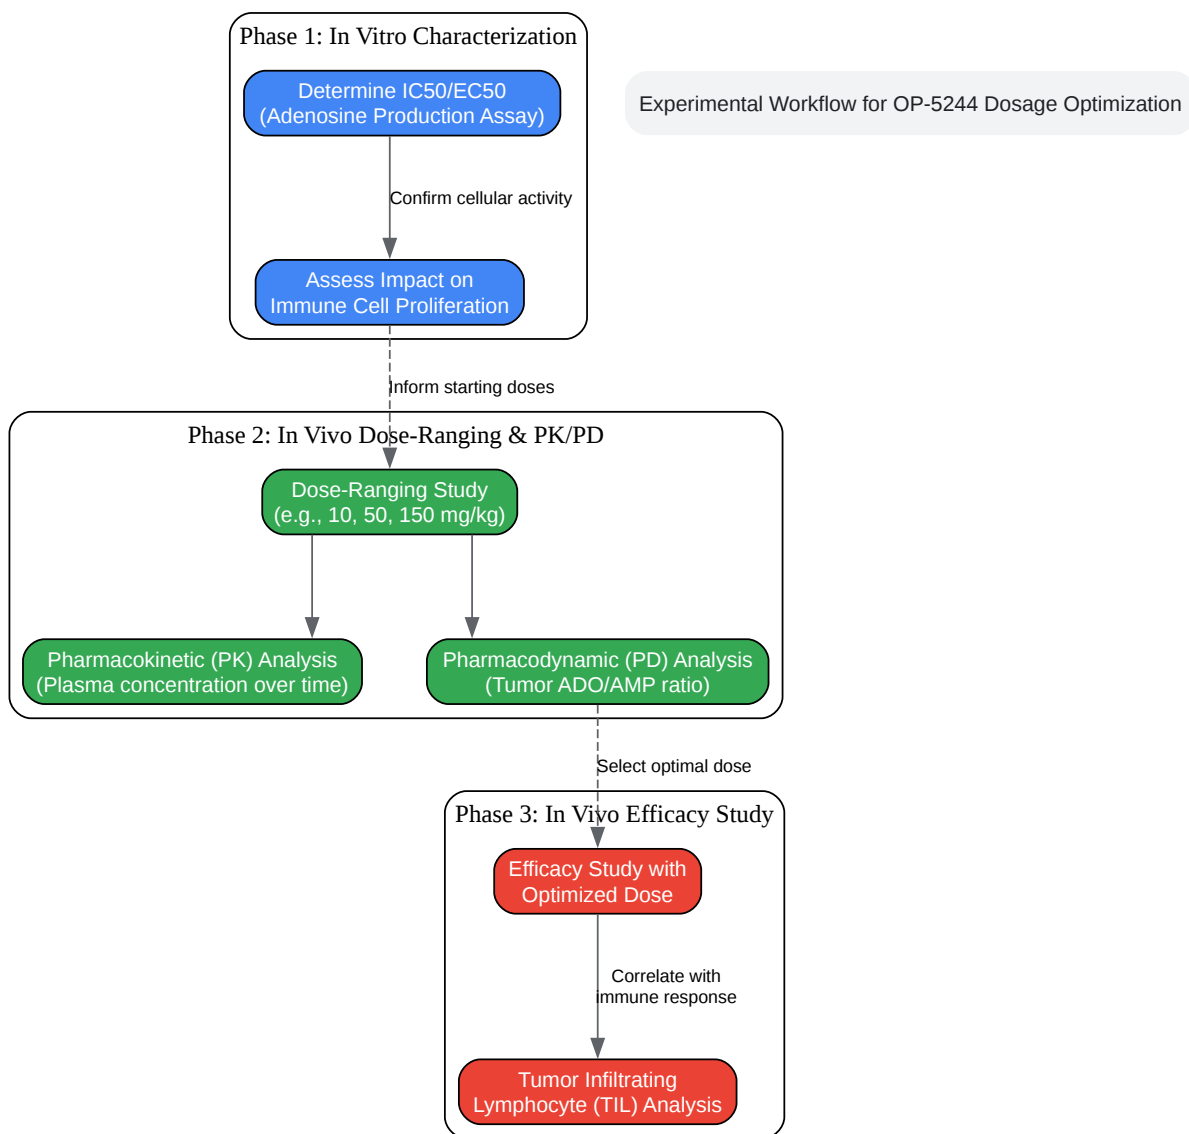 Phase 1: In Vitro Characterization
Determine IC50/EC50
(Adenosine Production Assay)
Experimental Workflow for OP-5244 Dosage Optimization
Confirm cellular activity
Assess Impact on
Immune Cell Proliferation
Inform starting doses
Phase 2: In Vivo Dose-Ranging & PK/PD
Dose-Ranging Study
(e.g., 10, 50, 150 mg/kg)
Pharmacokinetic (PK) Analysis
(Plasma concentration over time)
Pharmacodynamic (PD) Analysis
(Tumor ADO/AMP ratio)
Select optimal dose
Phase 3: In Vivo Efficacy Study
Efficacy Study with
Optimized Dose
Correlate with
immune response
Tumor Infiltrating
Lymphocyte (TIL) Analysis